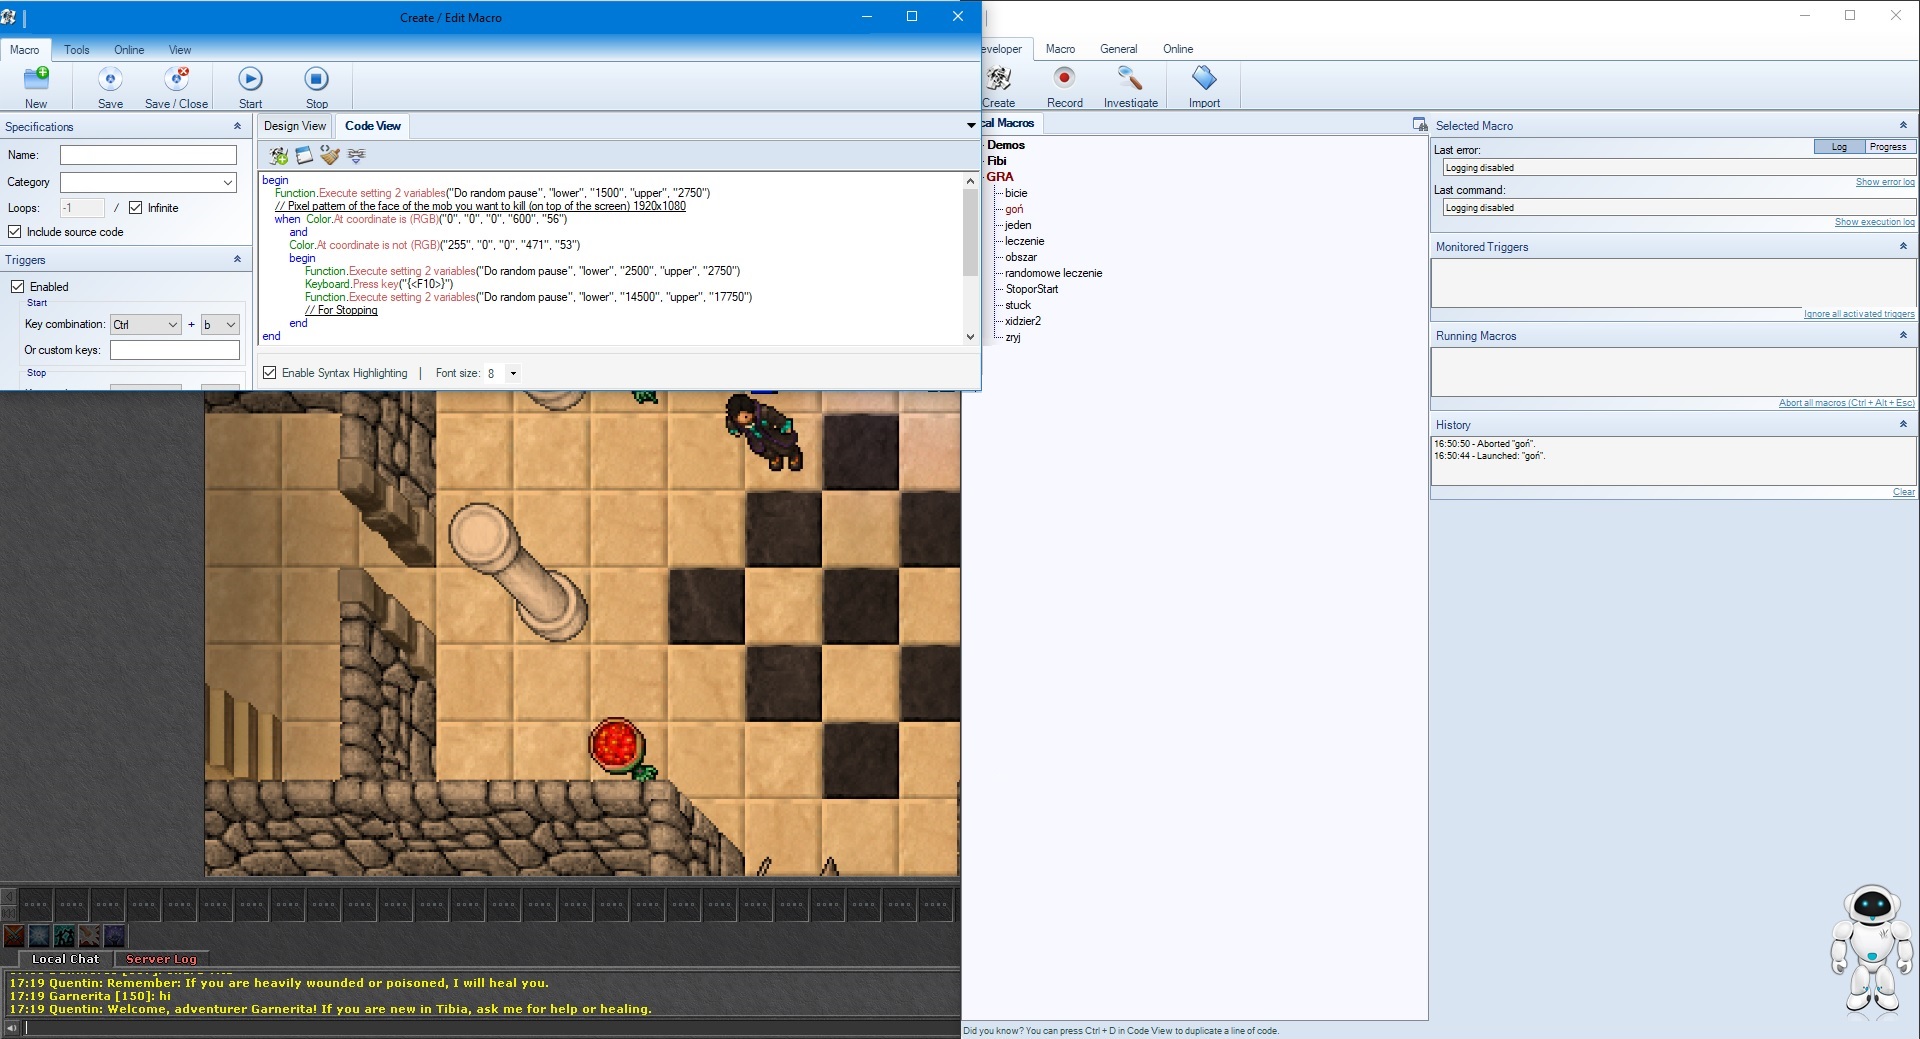 Create / Edit Macro
Macro Tools Online View
New Save Save / Close Start Stop
Specifications
Name:
Category
Loops: -1 / Infinite
Include source code
Triggers
Enabled
Start
Key combination: Ctrl + b
Or custom keys:
Stop
Design View Code View
begin
Function.Execute setting 2 variables("Do random pause", "lower", "1500", "upper", "2750")
// Pixel pattern of the face of the mob you want to kill (on top of the screen) 1920x1080
when Color.At coordinate is (RGB)("0", "0", "0", "600", "56")
and
Color.At coordinate is not (RGB)("255", "0", "0", "471", "53")
begin
Function.Execute setting 2 variables("Do random pause", "lower", "2500", "upper", "2750")
Keyboard.Press key("{<F10>}")
Function.Execute setting 2 variables("Do random pause", "lower", "14500", "upper", "17750")
// For Stopping
end
end
Enable Syntax Highlighting | Font size: 8
eveloper Macro General Online
Create Record Investigate Import
cal Macros
Demos
Fibi
GRA
bicie
goń
jeden
leczenie
obszar
randomowe leczenie
StoporStart
stuck
xidzier2
zryj
Selected Macro
Last error: Log Progress
Logging disabled
Show error log
Last command:
Logging disabled
Show execution log
Monitored Triggers
Ignore all activated triggers
Running Macros
Abort all macros (Ctrl + Alt + Esc)
History
16:50:50 - Aborted "goń".
16:50:44 - Launched: "goń".
Clear
Local Chat Server Log
17:19 Quentin: Remember: If you are heavily wounded or poisoned, I will heal you.
17:19 Garnerita [150]: hi
17:19 Quentin: Welcome, adventurer Garnerita! If you are new in Tibia, ask me for help or healing.
Did you know? You can press Ctrl + D in Code View to duplicate a line of code.